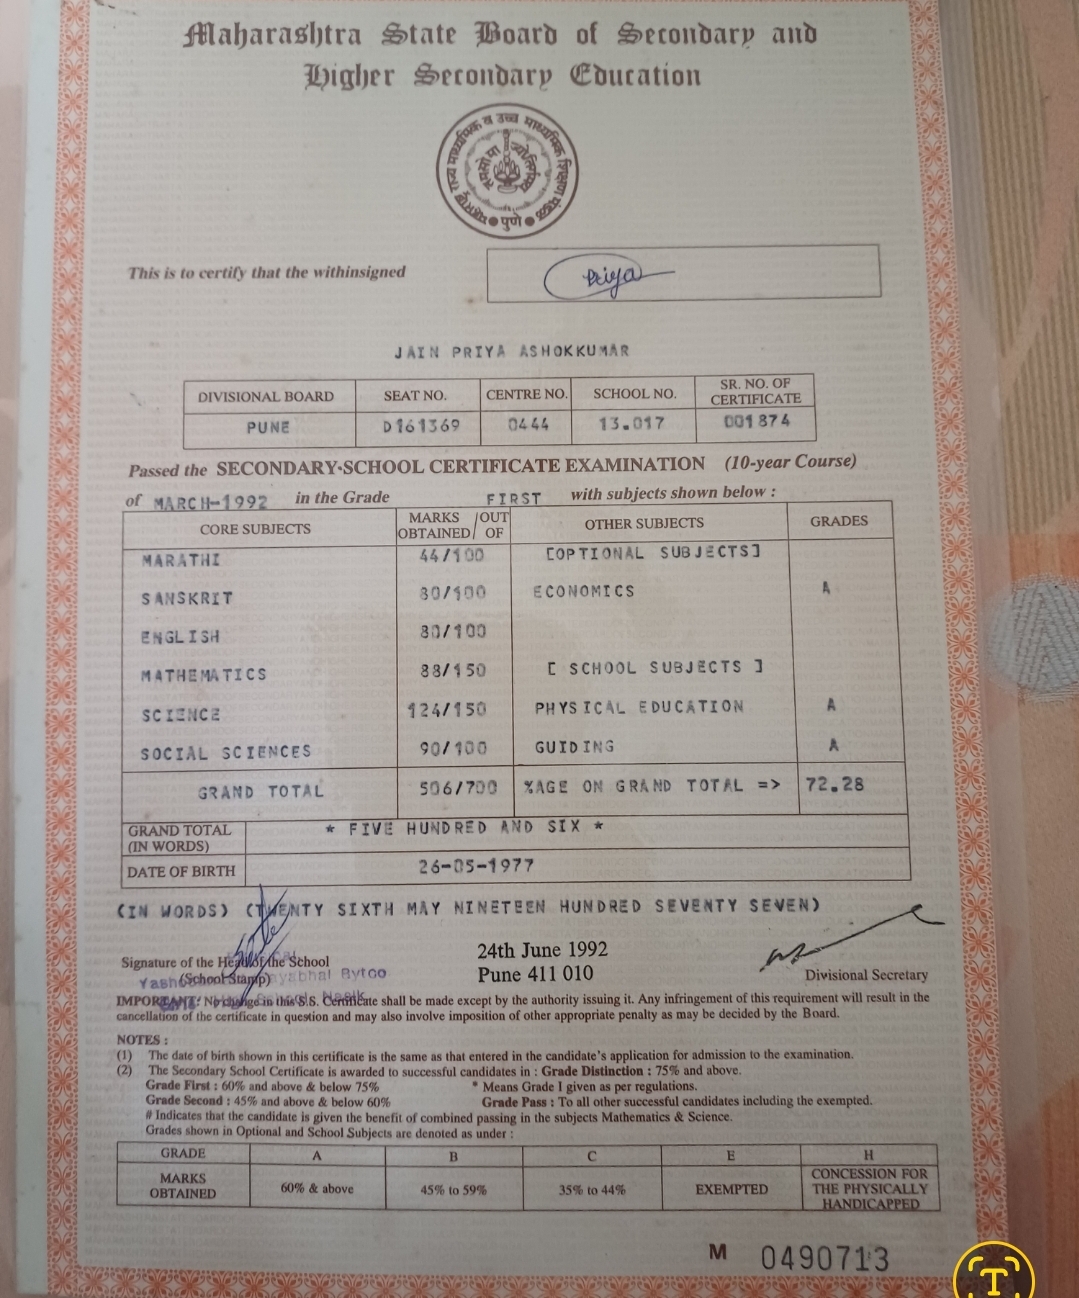 Maharashtra State Board of Secondary and
Higher Secondary Education
महाराष्ट्र राज्य माध्यमिक व उच्च माध्यमिक शिक्षण मंडळ
पुणे
This is to certify that the withinsigned
Priya
JAIN PRIYA ASHOKKUMAR
DIVISIONAL BOARD SEAT NO. CENTRE NO. SCHOOL NO. SR. NO. OF CERTIFICATE
PUNE D161369 0444 13.017 001874
Passed the SECONDARY-SCHOOL CERTIFICATE EXAMINATION (10-year Course)
of MARCH-1992 in the Grade FIRST with subjects shown below :
CORE SUBJECTS MARKS OBTAINED / OUT OF OTHER SUBJECTS GRADES
MARATHI 44/100 [OPTIONAL SUBJECTS]
SANSKRIT 80/100 ECONOMICS A
ENGLISH 80/100
MATHEMATICS 88/150 [ SCHOOL SUBJECTS ]
SCIENCE 124/150 PHYSICAL EDUCATION A
SOCIAL SCIENCES 90/100 GUIDING A
GRAND TOTAL 506/700 %AGE ON GRAND TOTAL => 72.28
GRAND TOTAL (IN WORDS) * FIVE HUNDRED AND SIX *
DATE OF BIRTH 26-05-1977
(IN WORDS) (TWENTY SIXTH MAY NINETEEN HUNDRED SEVENTY SEVEN)
24th June 1992
Signature of the Head of the School
Pune 411 010
Divisional Secretary
(School Stamp)
Bytco
IMPORTANT: No change in this S.S. Certificate shall be made except by the authority issuing it. Any infringement of this requirement will result in the
cancellation of the certificate in question and may also involve imposition of other appropriate penalty as may be decided by the Board.
NOTES :
(1) The date of birth shown in this certificate is the same as that entered in the candidate's application for admission to the examination.
(2) The Secondary School Certificate is awarded to successful candidates in : Grade Distinction : 75% and above.
Grade First : 60% and above & below 75% * Means Grade I given as per regulations.
Grade Second : 45% and above & below 60% Grade Pass : To all other successful candidates including the exempted.
# Indicates that the candidate is given the benefit of combined passing in the subjects Mathematics & Science.
Grades shown in Optional and School Subjects are denoted as under :
GRADE A B C E H
MARKS OBTAINED 60% & above 45% to 59% 35% to 44% EXEMPTED CONCESSION FOR THE PHYSICALLY HANDICAPPED
M 0490713